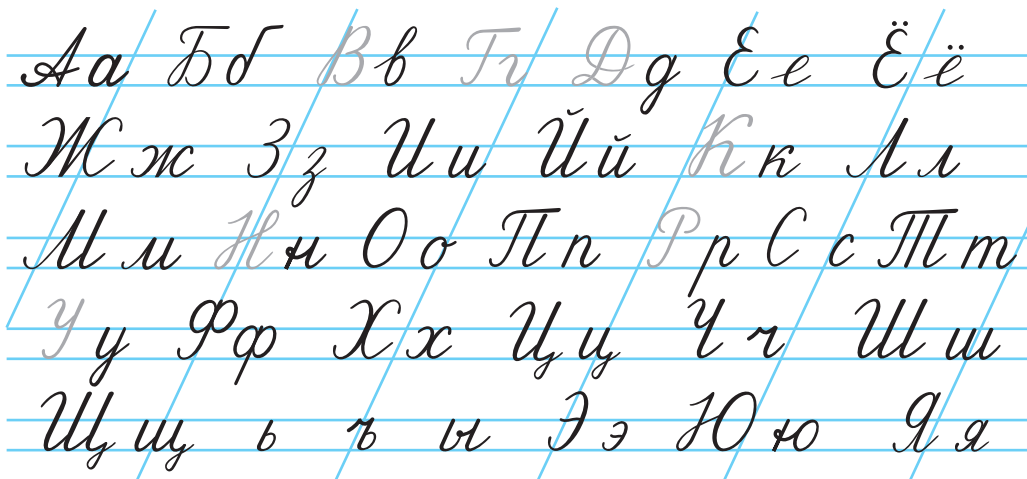 Аа Бб Вв Гг Дд Ее Ёё
Жж Зз Ии Йй Кк Лл
Мм Нн Оо Пп Рр Сс Тт
Уу Фф Хх Цц Чч Шш
Щщ ь ъ ы Ээ Юю Яя